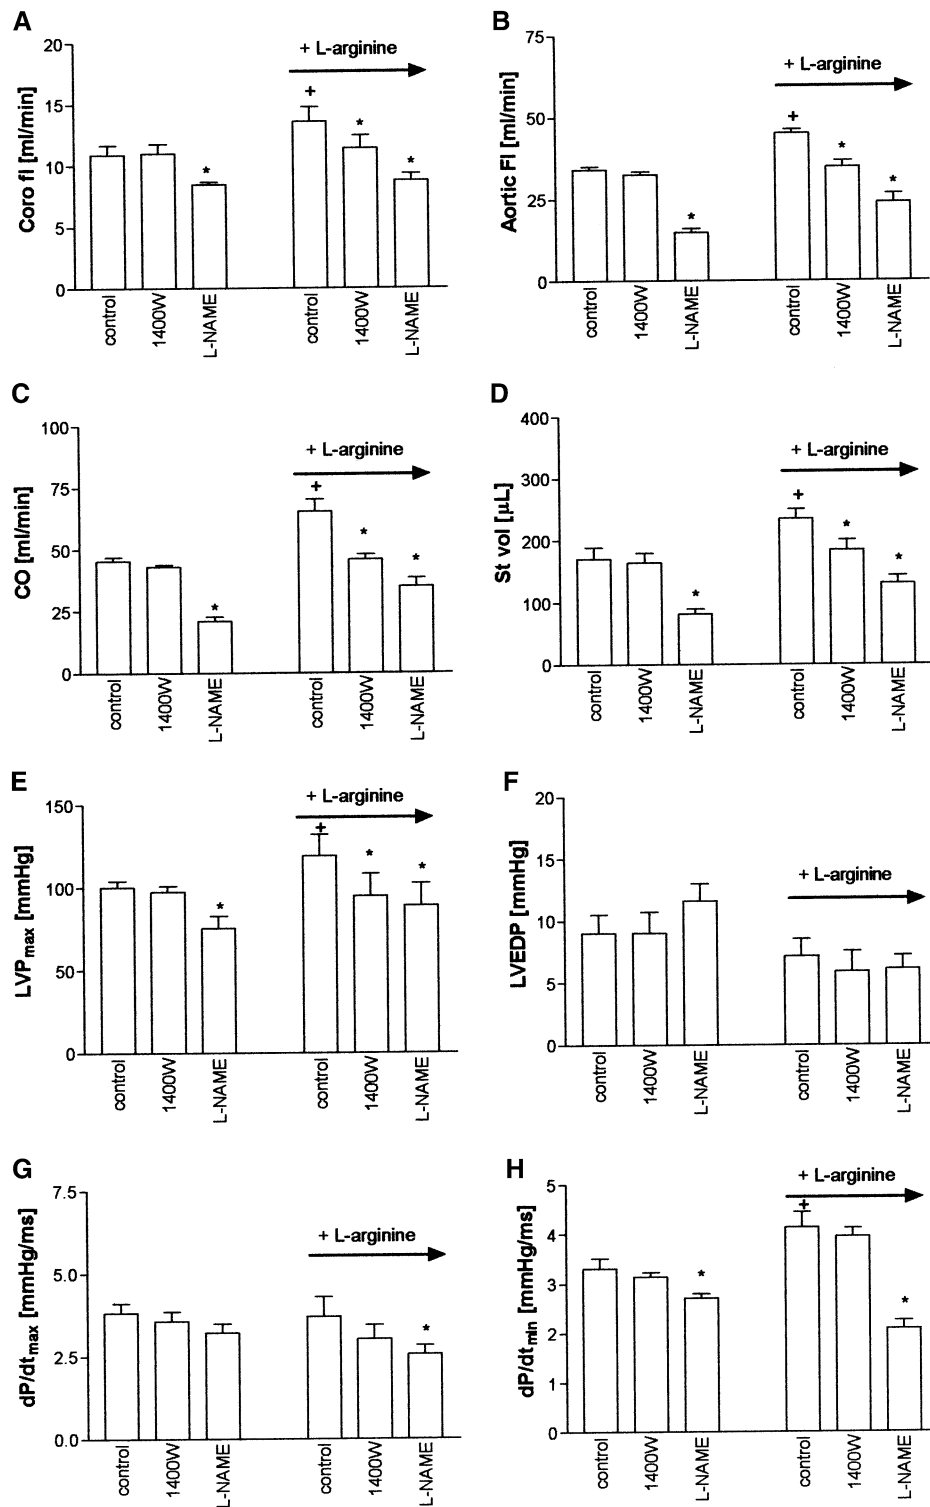 A
Coro fl [ml/min]
20
15
10
5
0
+ L-arginine
+
*
*
*
control
1400W
L-NAME
control
1400W
L-NAME
B
Aortic Fl [ml/min]
75
50
25
0
+ L-arginine
+
*
*
*
control
1400W
L-NAME
control
1400W
L-NAME
C
CO [ml/min]
100
75
50
25
0
+ L-arginine
+
*
*
*
control
1400W
L-NAME
control
1400W
L-NAME
D
St vol [µL]
400
300
200
100
0
+ L-arginine
+
*
*
*
control
1400W
L-NAME
control
1400W
L-NAME
E
LVPmax [mmHg]
150
100
50
0
+ L-arginine
+
*
*
*
control
1400W
L-NAME
control
1400W
L-NAME
F
LVEDP [mmHg]
20
15
10
5
0
+ L-arginine
control
1400W
L-NAME
control
1400W
L-NAME
G
dP/dtmax [mmHg/ms]
7.5
5.0
2.5
0.0
+ L-arginine
*
control
1400W
L-NAME
control
1400W
L-NAME
H
dP/dtmin [mmHg/ms]
5
4
3
2
1
0
+ L-arginine
+
*
*
control
1400W
L-NAME
control
1400W
L-NAME